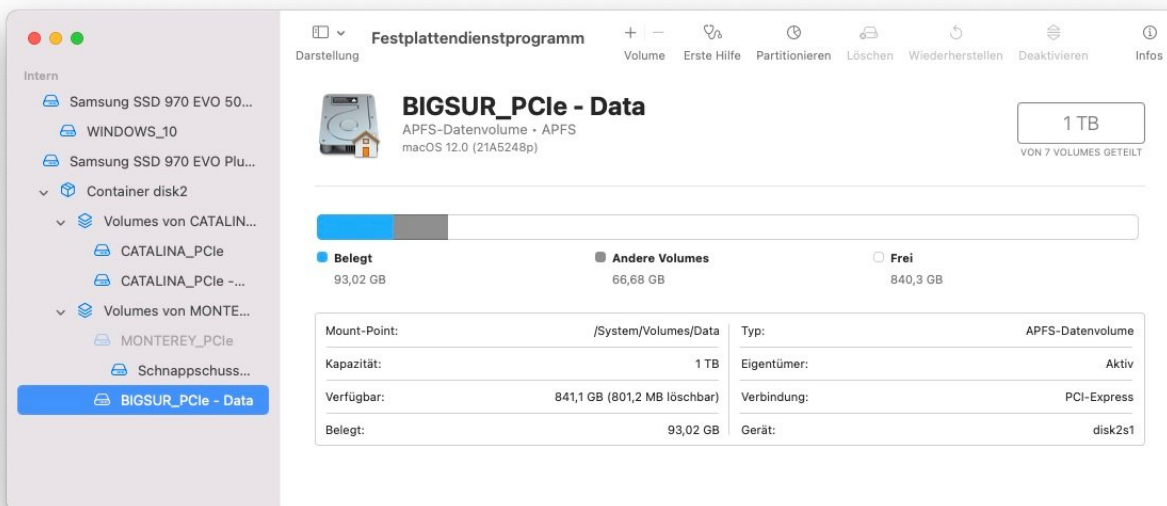 Festplattendienstprogramm
Darstellung
Volume
Erste Hilfe
Partitionieren
Löschen
Wiederherstellen
Deaktivieren
Infos
Intern
Samsung SSD 970 EVO 50...
WINDOWS_10
Samsung SSD 970 EVO Plu...
Container disk2
Volumes von CATALIN...
CATALINA_PCIe
CATALINA_PCIe -...
Volumes von MONTE...
MONTEREY_PCIe
Schnappschuss...
BIGSUR_PCIe - Data
BIGSUR_PCIe - Data
APFS-Datenvolume • APFS
macOS 12.0 (21A5248p)
1 TB
VON 7 VOLUMES GETEILT
Belegt
93,02 GB
Andere Volumes
66,68 GB
Frei
840,3 GB
Mount-Point: /System/Volumes/Data
Kapazität: 1 TB
Verfügbar: 841,1 GB (801,2 MB löschbar)
Belegt: 93,02 GB
Typ: APFS-Datenvolume
Eigentümer: Aktiv
Verbindung: PCI-Express
Gerät: disk2s1